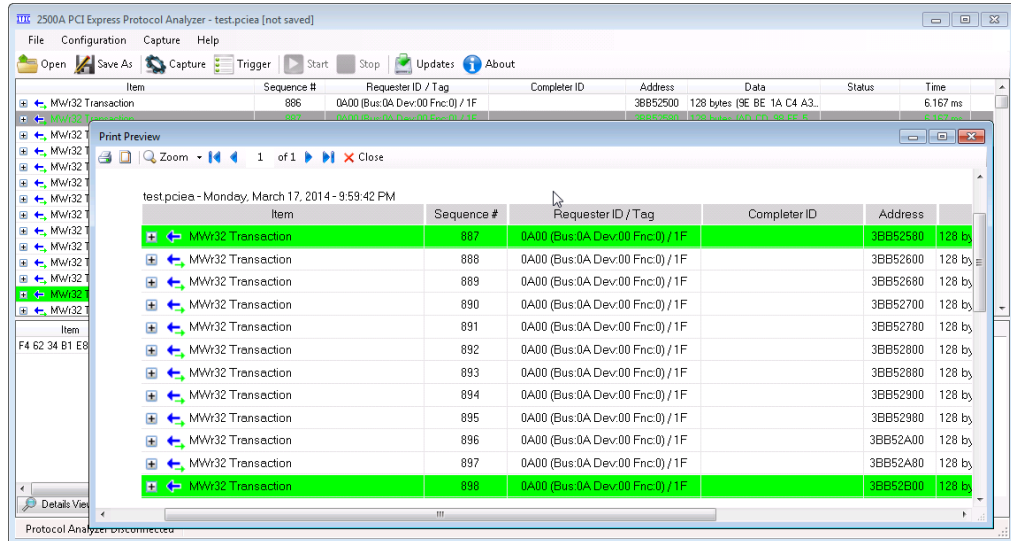 2500A PCI Express Protocol Analyzer - test.pciea [not saved]
File Configuration Capture Help
Open Save As Capture Trigger Start Stop Updates About
Item Sequence # Requester ID / Tag Completer ID Address Data Status Time
MWr32 Transaction 886 0A00 (Bus:0A Dev:00 Fnc:0) / 1F 3BB52500 128 bytes (9E BE 1A C4 A3.. 6.167 ms
MWr32 T
MWr32 T
MWr32 T
MWr32 T
MWr32 T
MWr32 T
MWr32 T
MWr32 T
MWr32 T
MWr32 T
MWr32 T
MWr32 T
Item
F4 62 34 B1 E8
Details View
Protocol Analyzer Disconnected
Print Preview
Zoom 1 of 1 Close
test.pciea - Monday, March 17, 2014 - 9:59:42 PM
Item Sequence # Requester ID / Tag Completer ID Address
MWr32 Transaction 887 0A00 (Bus:0A Dev:00 Fnc:0) / 1F 3BB52580 128 by
MWr32 Transaction 888 0A00 (Bus:0A Dev:00 Fnc:0) / 1F 3BB52600 128 by
MWr32 Transaction 889 0A00 (Bus:0A Dev:00 Fnc:0) / 1F 3BB52680 128 by
MWr32 Transaction 890 0A00 (Bus:0A Dev:00 Fnc:0) / 1F 3BB52700 128 by
MWr32 Transaction 891 0A00 (Bus:0A Dev:00 Fnc:0) / 1F 3BB52780 128 by
MWr32 Transaction 892 0A00 (Bus:0A Dev:00 Fnc:0) / 1F 3BB52800 128 by
MWr32 Transaction 893 0A00 (Bus:0A Dev:00 Fnc:0) / 1F 3BB52880 128 by
MWr32 Transaction 894 0A00 (Bus:0A Dev:00 Fnc:0) / 1F 3BB52900 128 by
MWr32 Transaction 895 0A00 (Bus:0A Dev:00 Fnc:0) / 1F 3BB52980 128 by
MWr32 Transaction 896 0A00 (Bus:0A Dev:00 Fnc:0) / 1F 3BB52A00 128 by
MWr32 Transaction 897 0A00 (Bus:0A Dev:00 Fnc:0) / 1F 3BB52A80 128 by
MWr32 Transaction 898 0A00 (Bus:0A Dev:00 Fnc:0) / 1F 3BB52B00 128 by